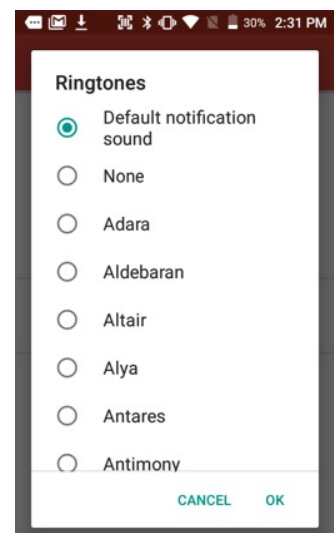 30% 2:31 PM
Ringtones
Default notification
sound
None
Adara
Aldebaran
Altair
Alya
Antares
Antimony
CANCEL OK